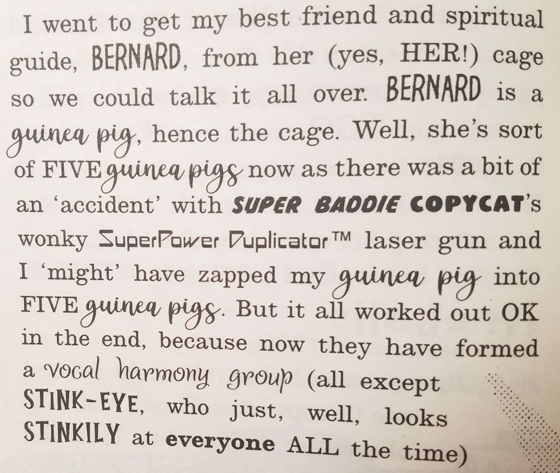 I went to get my best friend and spiritual
guide, BERNARD, from her (yes, HER!) cage
so we could talk it all over. BERNARD is a
guinea pig, hence the cage. Well, she's sort
of FIVE guinea pigs now as there was a bit of
an 'accident' with SUPER BADDIE COPYCAT's
wonky SuperPower Duplicator™ laser gun and
I 'might' have zapped my guinea pig into
FIVE guinea pigs. But it all worked out OK
in the end, because now they have formed
a vocal harmony group (all except
STINK-EYE, who just, well, looks
STINKILY at everyone ALL the time)